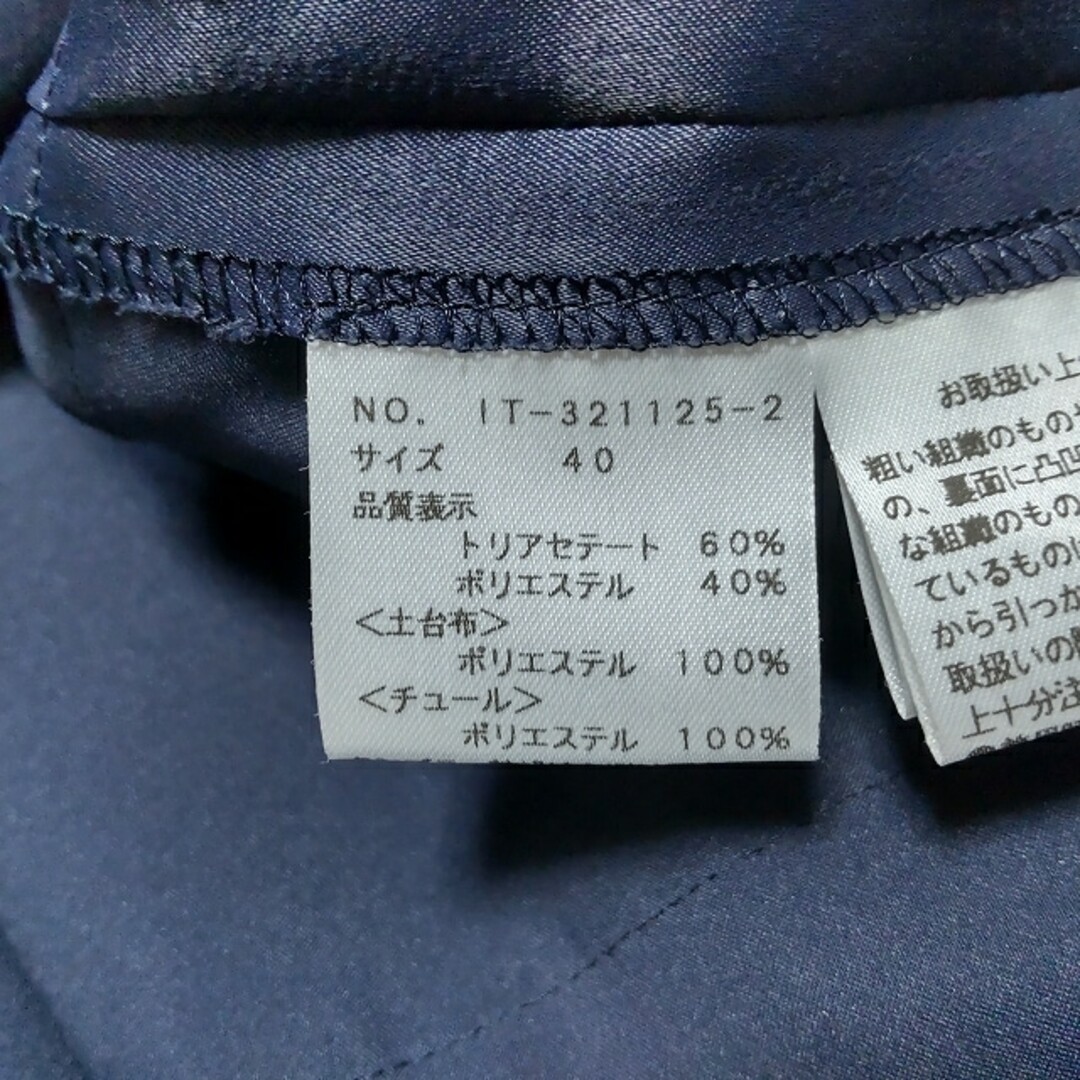 NO. IT-321125-2
サイズ 40
品質表示
トリアセテート 60%
ポリエステル 40%
<土台布>
ポリエステル 100%
<チュール>
ポリエステル 100%
お取扱い上
粗い組織のもの
の、裏面に凸凹
な組織のもの
ているものは
から引っか
取扱いの
上十分注